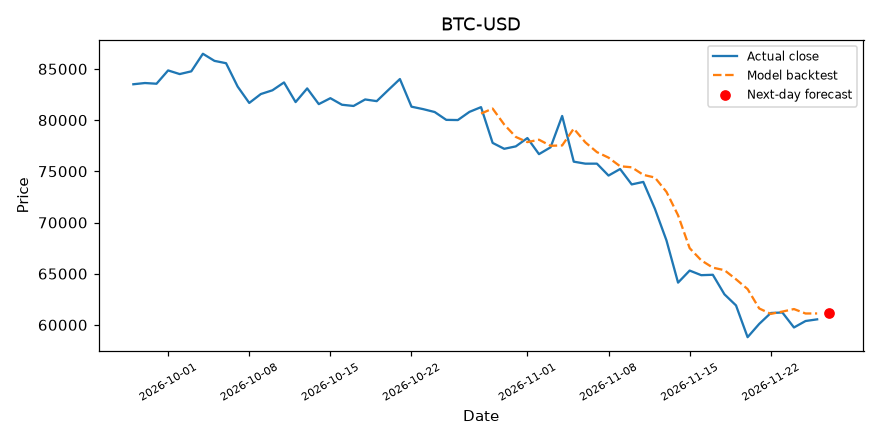 BTC-USD
Actual close
Model backtest
Next-day forecast
85000
80000
75000
70000
65000
60000
Price
2026-10-01
2026-10-08
2026-10-15
2026-10-22
2026-11-01
2026-11-08
2026-11-15
2026-11-22
Date